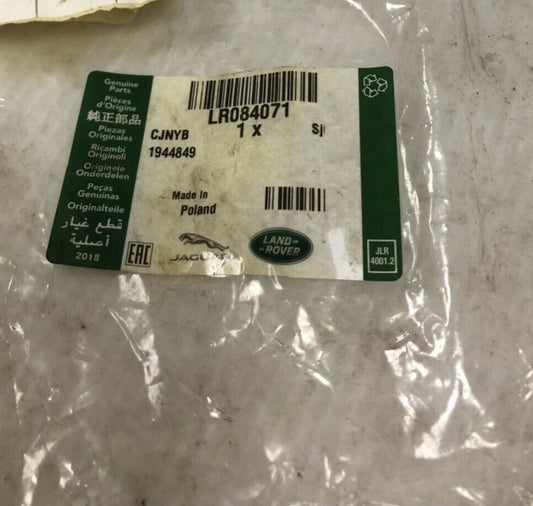 Genuine
Parts
Pièces
d'Origine
純正部品
Piezas
Originales
Ricambi
Originali
Originele
Onderdelen
Peças
Genuinas
Originalteile
قطع غيار
أصلية
2018
LR084071
1 X
CJNYB
1944849
Made In
Poland
EAC
JAGUAR
LAND-
-ROVER
JLR
4001.2